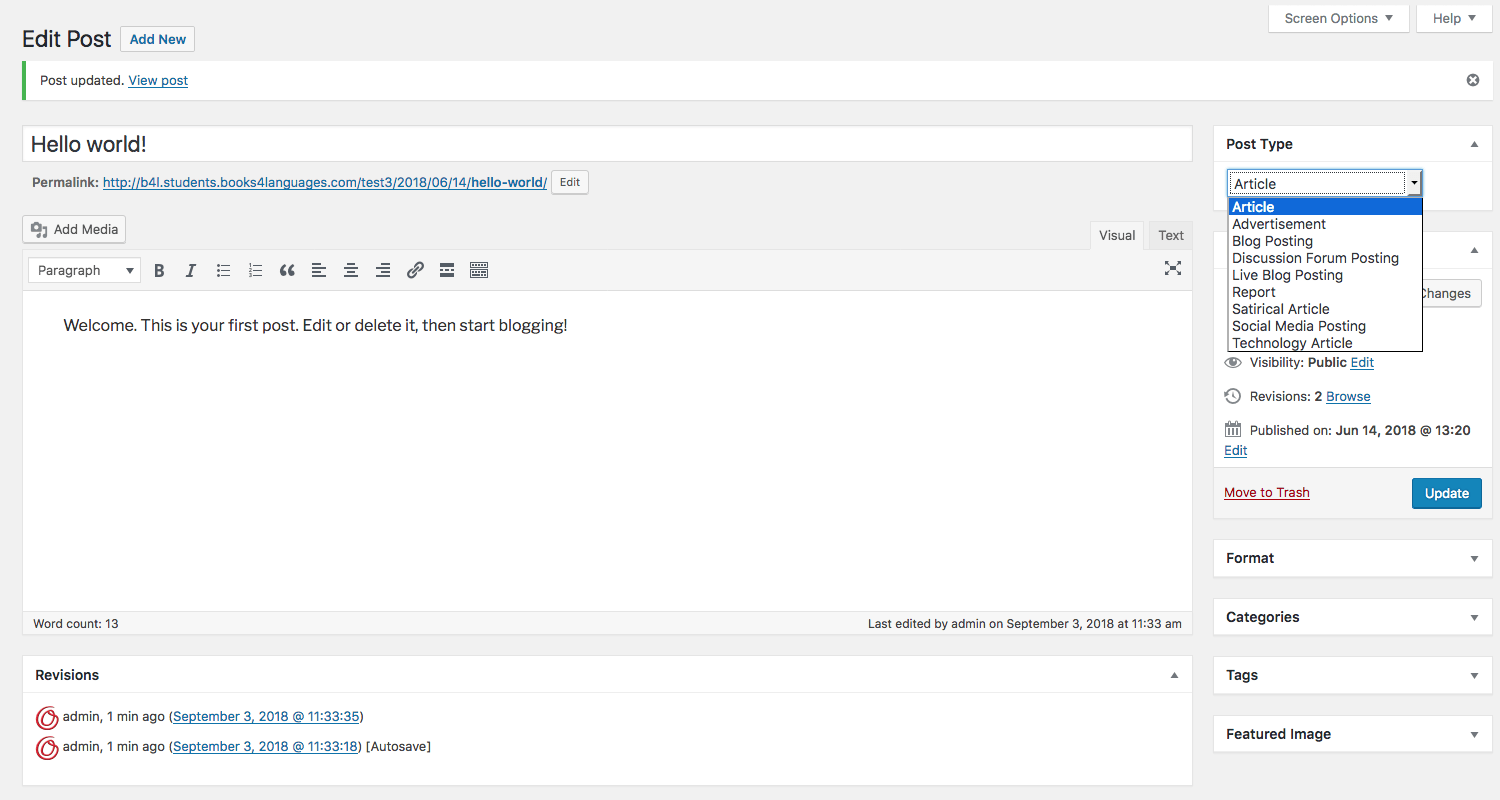 Screen Options
Help
Edit Post
Add New
Post updated. View post
Hello world!
Permalink: http://b4l.students.books4languages.com/test3/2018/06/14/hello-world/ Edit
Add Media
Visual
Text
Paragraph
B I
Welcome. This is your first post. Edit or delete it, then start blogging!
Word count: 13
Last edited by admin on September 3, 2018 at 11:33 am
Revisions
admin, 1 min ago (September 3, 2018 @ 11:33:35)
admin, 1 min ago (September 3, 2018 @ 11:33:18) [Autosave]
Post Type
Article
Article
Advertisement
Blog Posting
Discussion Forum Posting
Live Blog Posting
Report
Satirical Article
Social Media Posting
Technology Article
Changes
Visibility: Public Edit
Revisions: 2 Browse
Published on: Jun 14, 2018 @ 13:20
Edit
Move to Trash
Update
Format
Categories
Tags
Featured Image